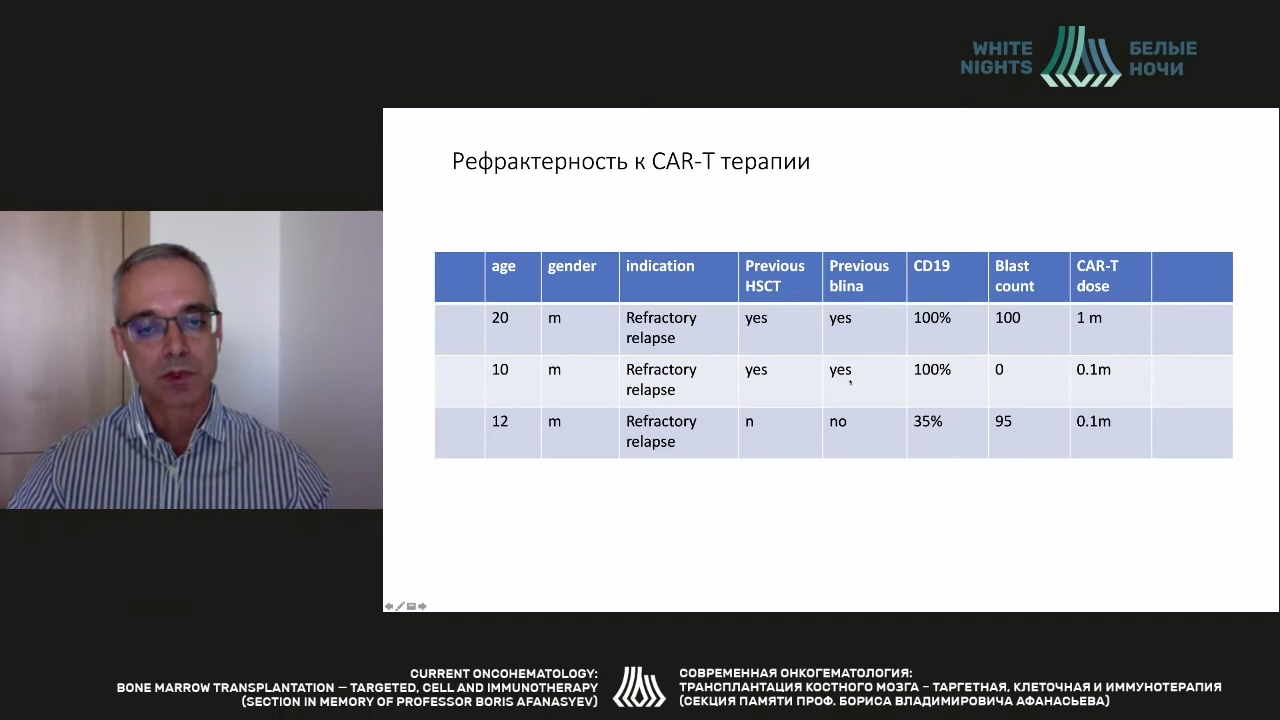 WHITE
NIGHTS
БЕЛЫЕ
НОЧИ
Рефрактерность к CAR-T терапии
age gender indication Previous HSCT Previous blina CD19 Blast count CAR-T dose
20 m Refractory relapse yes yes 100% 100 1 m
10 m Refractory relapse yes yes 100% 0 0.1m
12 m Refractory relapse n no 35% 95 0.1m
CURRENT ONCOHEMATOLOGY:
BONE MARROW TRANSPLANTATION – TARGETED, CELL AND IMMUNOTHERAPY
(SECTION IN MEMORY OF PROFESSOR BORIS AFANASYEV)
СОВРЕМЕННАЯ ОНКОГЕМАТОЛОГИЯ:
ТРАНСПЛАНТАЦИЯ КОСТНОГО МОЗГА – ТАРГЕТНАЯ, КЛЕТОЧНАЯ И ИММУНОТЕРАПИЯ
(СЕКЦИЯ ПАМЯТИ ПРОФ. БОРИСА ВЛАДИМИРОВИЧА АФАНАСЬЕВА)